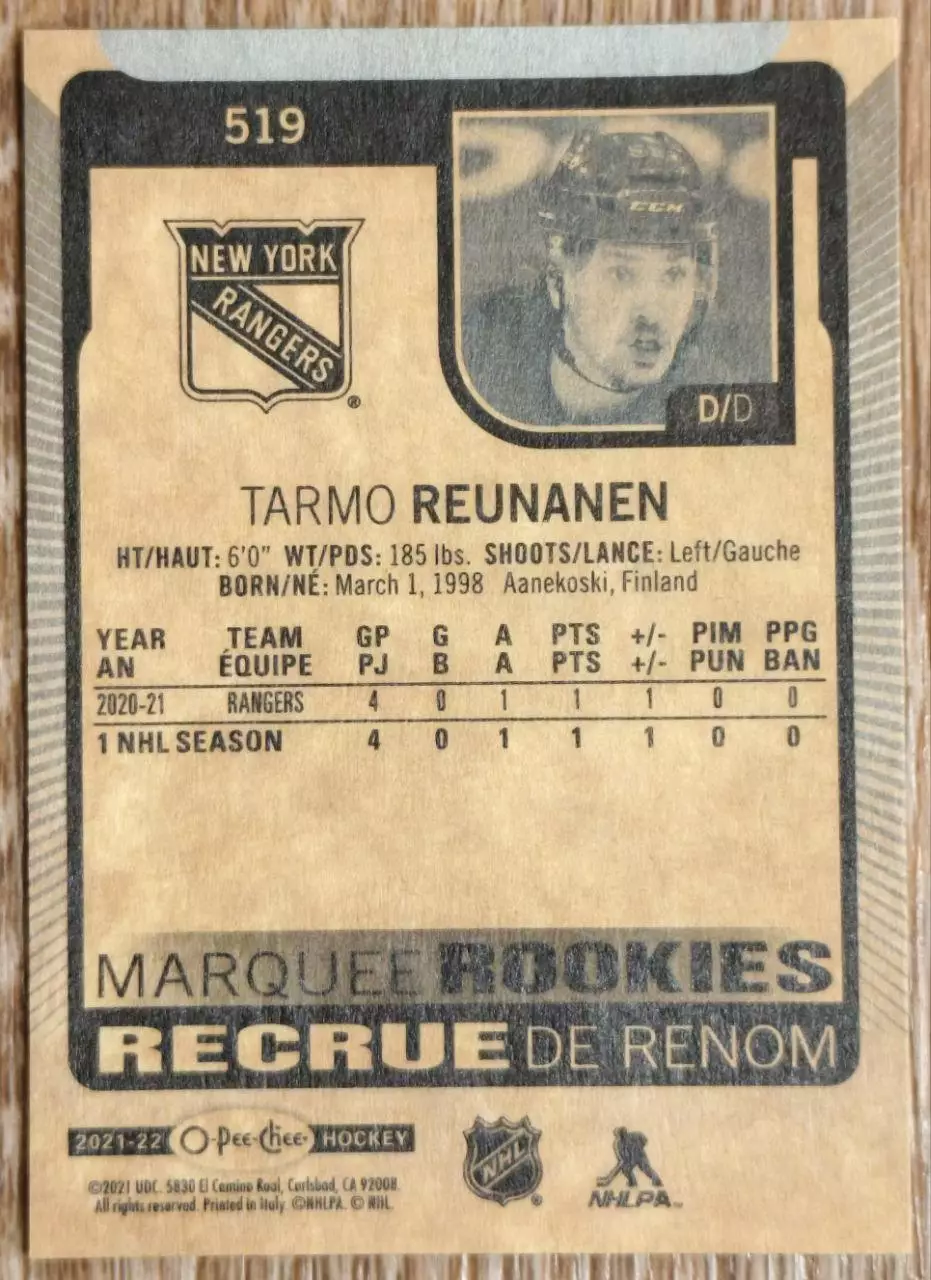 519
NEW YORK
RANGERS
®
CCM
D/D
TARMO REUNANEN
HT/HAUT: 6'0" WT/PDS: 185 lbs. SHOOTS/LANCE: Left/Gauche
BORN/NÉ: March 1, 1998 Aanekoski, Finland
YEAR TEAM GP G A PTS +/- PIM PPG
AN ÉQUIPE PJ B A PTS +/- PUN BAN
2020-21 RANGERS 4 0 1 1 1 0 0
1 NHL SEASON 4 0 1 1 1 0 0
MARQUEE ROOKIES
RECRUE DE RENOM
2021-22 O-Pee-Chee HOCKEY
NHL ®
NHLPA
©2021 UDC. 5830 El Camino Real, Carlsbad, CA 92008.
All rights reserved. Printed in Italy. ©NHLPA. © NHL.